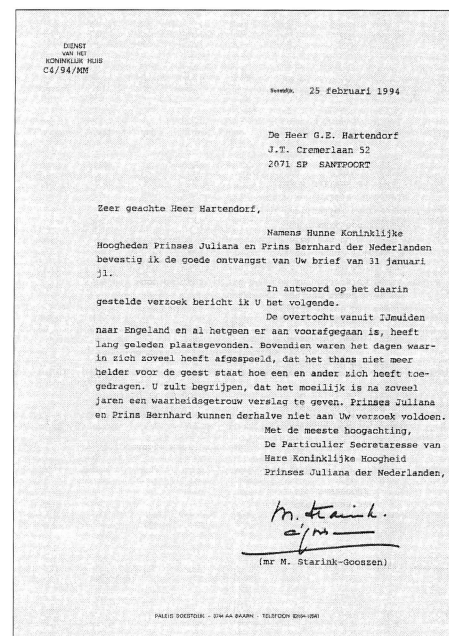 DIENST
VAN HET
KONINKLIJK HUIS
C4/94/MM
Soestdijk, 25 februari 1994
De Heer G.E. Hartendorf
J.T. Cremerlaan 52
2071 SP SANTPOORT
Zeer geachte Heer Hartendorf,
Namens Hunne Koninklijke
Hoogheden Prinses Juliana en Prins Bernhard der Nederlanden
bevestig ik de goede ontvangst van Uw brief van 31 januari
jl.
In antwoord op het daarin
gestelde verzoek bericht ik U het volgende.
De overtocht vanuit IJmuiden
naar Engeland en al hetgeen er aan voorafgegaan is, heeft
lang geleden plaatsgevonden. Bovendien waren het dagen waar-
in zich zoveel heeft afgespeeld, dat het thans niet meer
helder voor de geest staat hoe een en ander zich heeft toe-
gedragen. U zult begrijpen, dat het moeilijk is na zoveel
jaren een waarheidsgetrouw verslag te geven. Prinses Juliana
en Prins Bernhard kunnen derhalve niet aan Uw verzoek voldoen.
Met de meeste hoogachting,
De Particulier Secretaresse van
Hare Koninklijke Hoogheid
Prinses Juliana der Nederlanden,
M. Starink.
(mr M. Starink-Gooszen)
PALEIS SOESTDIJK - 3744 AA BAARN - TELEFOON